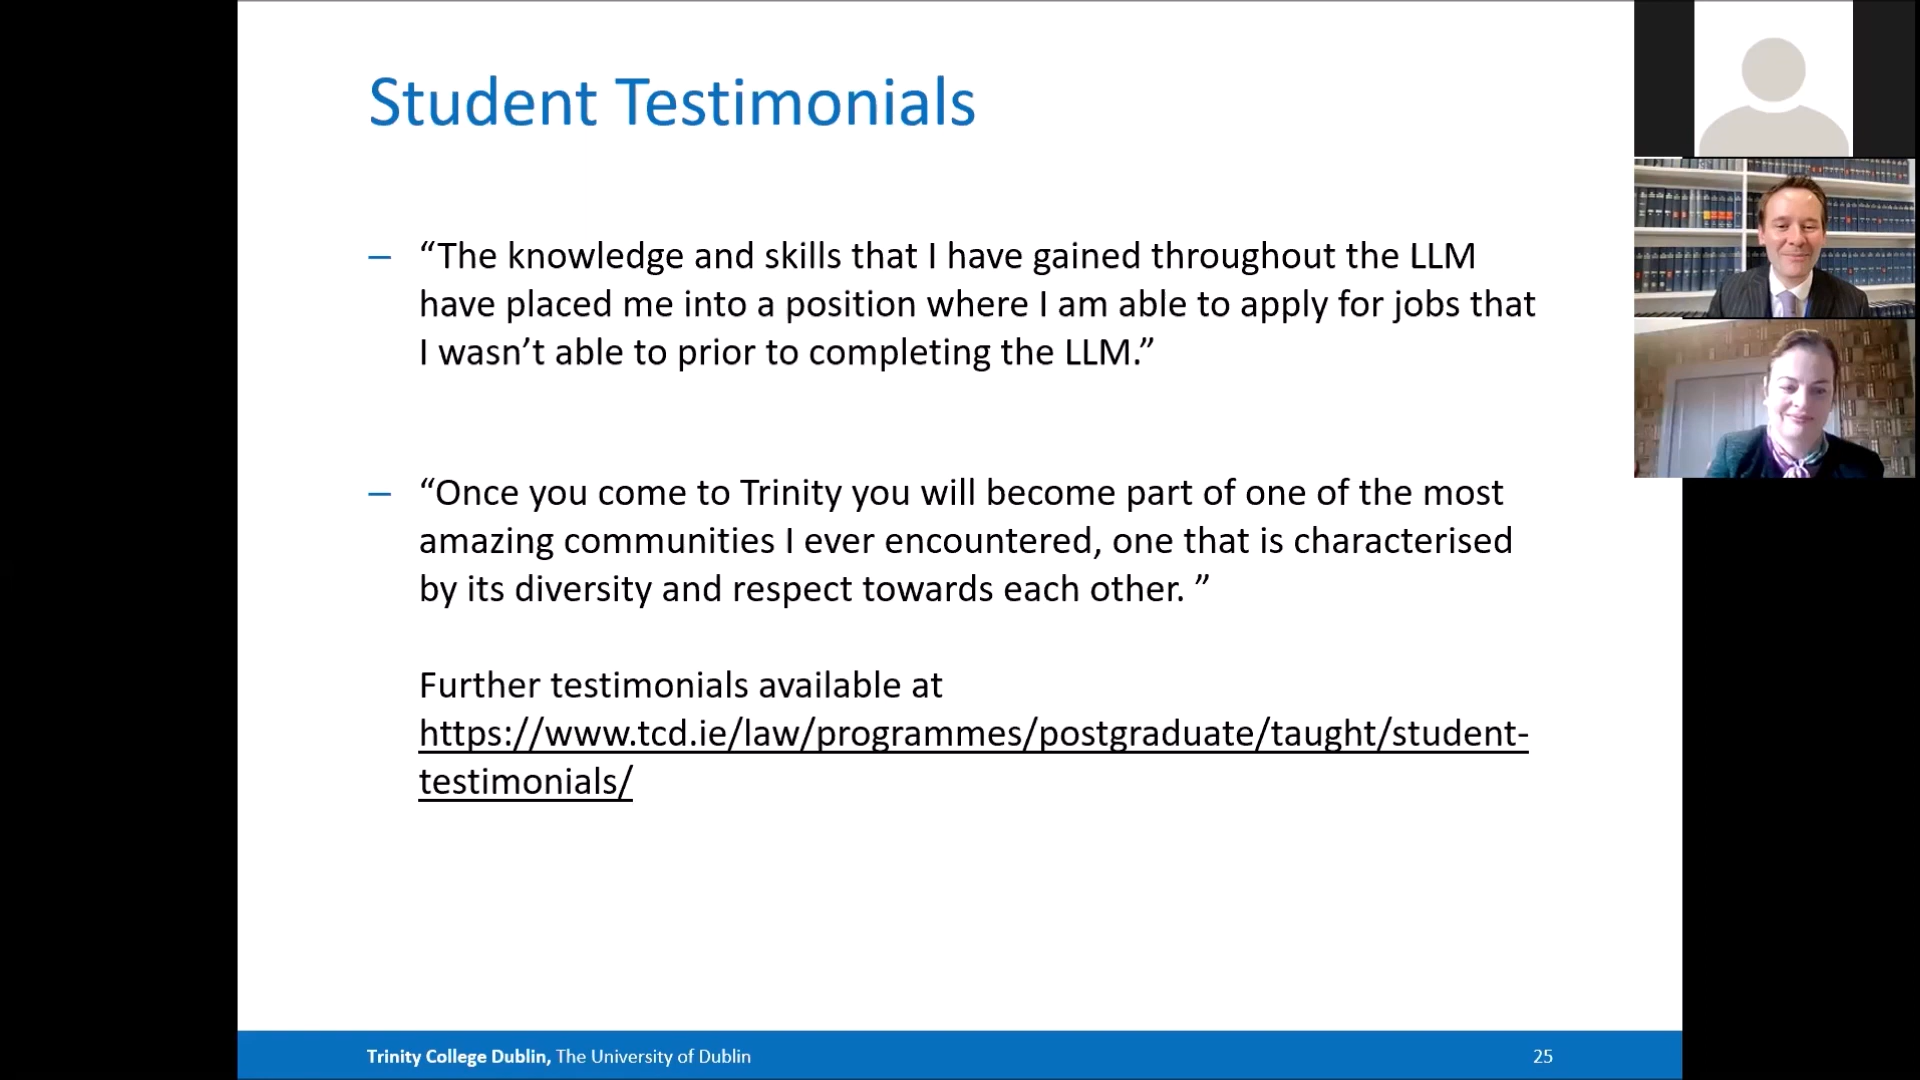 Student Testimonials
– “The knowledge and skills that I have gained throughout the LLM
have placed me into a position where I am able to apply for jobs that
I wasn’t able to prior to completing the LLM.”
– “Once you come to Trinity you will become part of one of the most
amazing communities I ever encountered, one that is characterised
by its diversity and respect towards each other. ”
Further testimonials available at
https://www.tcd.ie/law/programmes/postgraduate/taught/student-
testimonials/
Trinity College Dublin, The University of Dublin
25